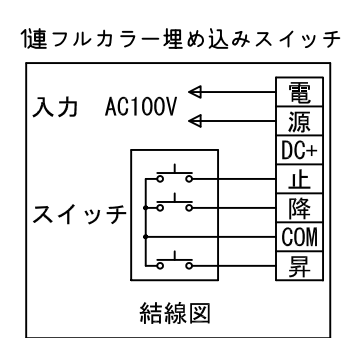 1連フルカラー埋め込みスイッチ
入力 AC100V
電
源
DC+
止
降
COM
昇
スイッチ
結線図